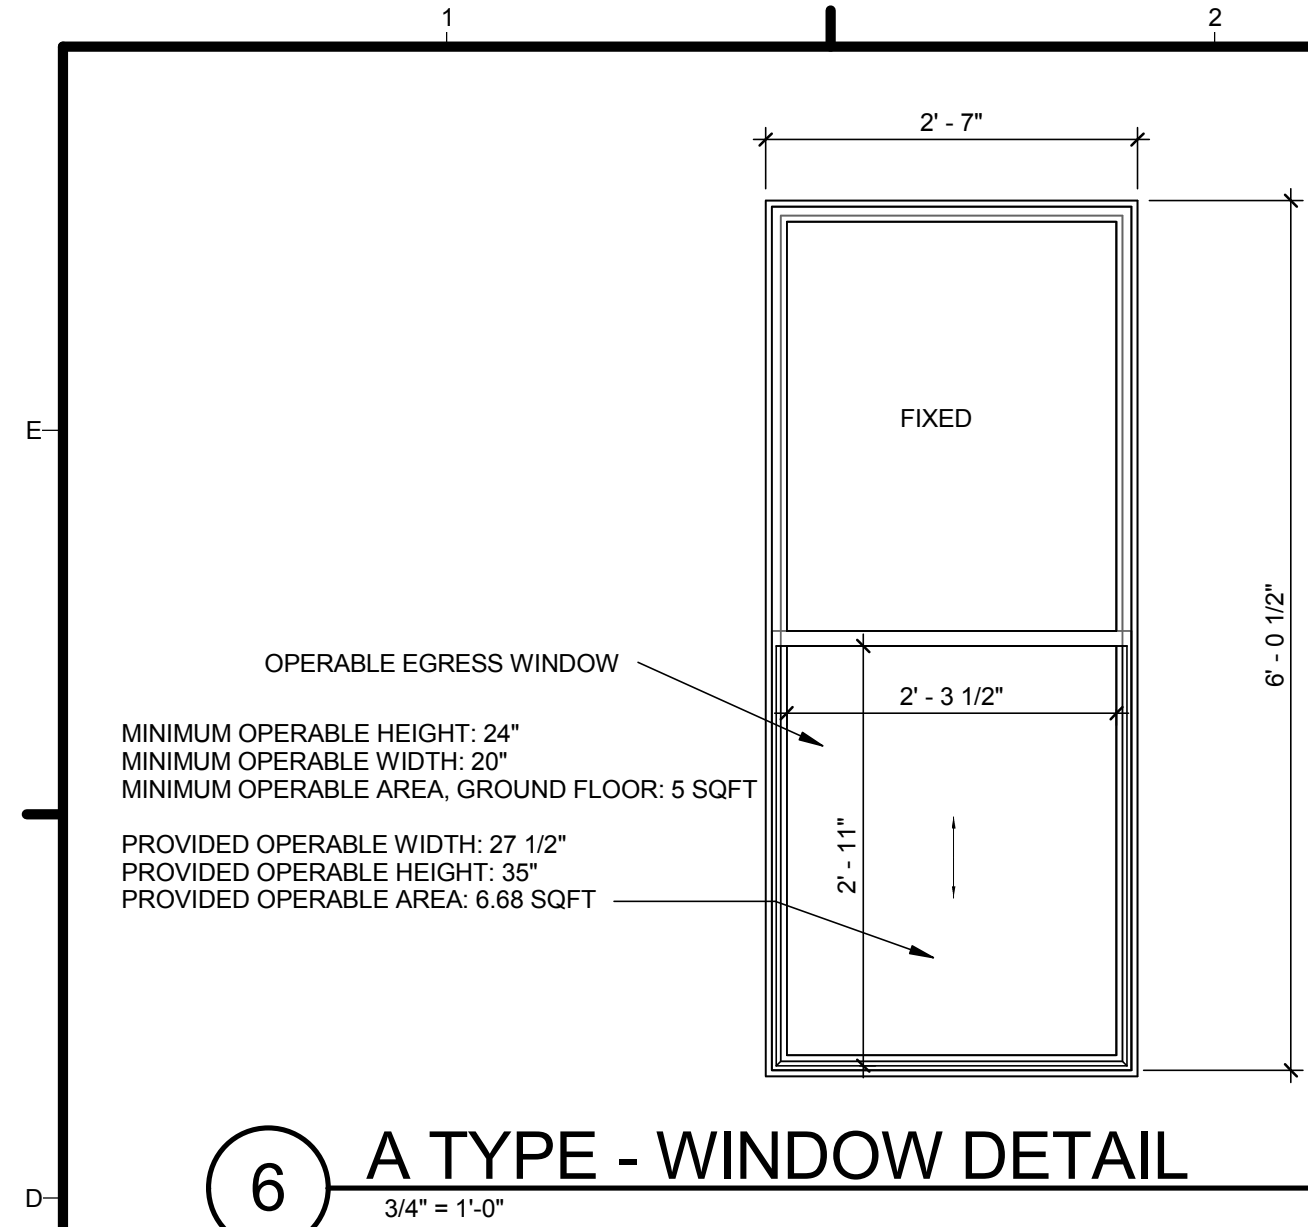 1
2
2' - 7"
E
FIXED
6' - 0 1/2"
OPERABLE EGRESS WINDOW
2' - 3 1/2"
MINIMUM OPERABLE HEIGHT: 24"
MINIMUM OPERABLE WIDTH: 20"
MINIMUM OPERABLE AREA, GROUND FLOOR: 5 SQFT
2' - 11"
PROVIDED OPERABLE WIDTH: 27 1/2"
PROVIDED OPERABLE HEIGHT: 35"
PROVIDED OPERABLE AREA: 6.68 SQFT
6
A TYPE - WINDOW DETAIL
D
3/4" = 1'-0"